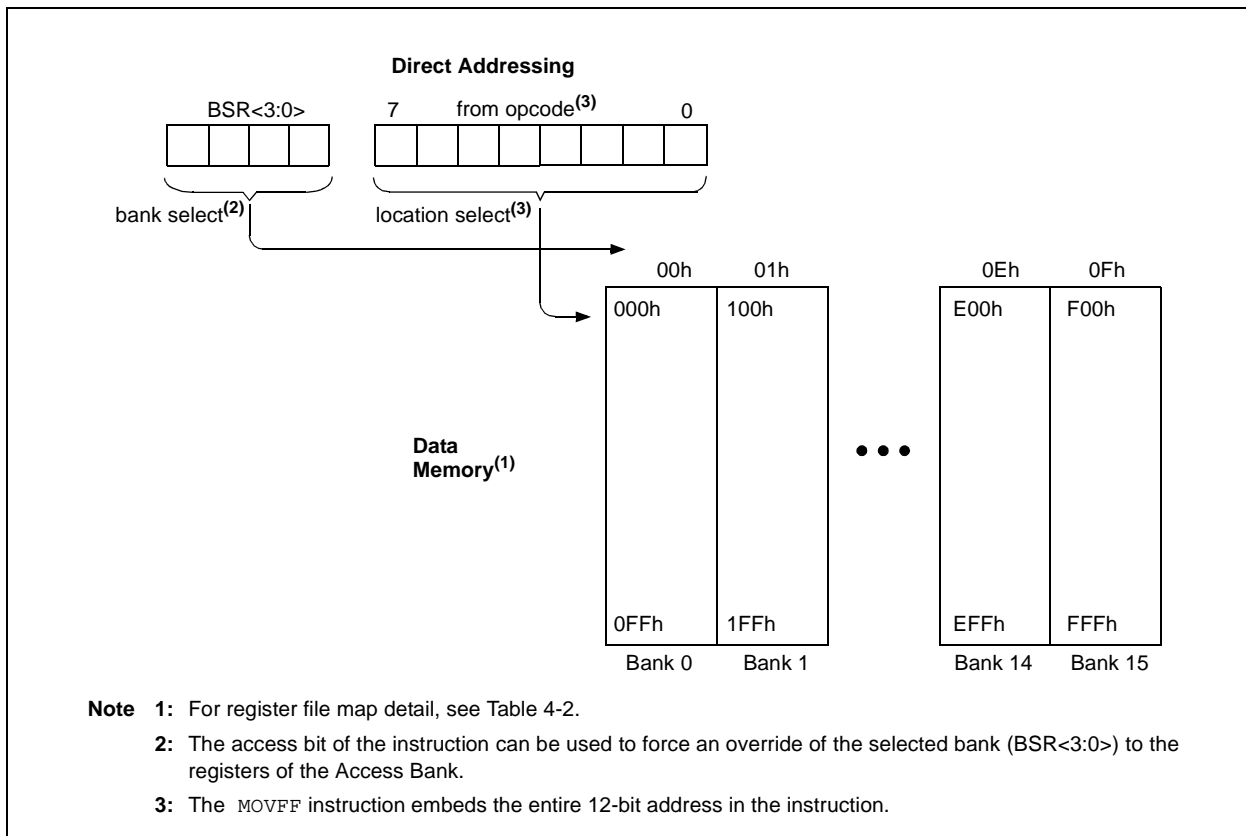 Direct Addressing
BSR<3:0> 7 from opcode(3) 0
bank select(2) location select(3)
00h 01h 0Eh 0Fh
000h 100h E00h F00h
Data
Memory(1)
0FFh 1FFh EFFh FFFh
Bank 0 Bank 1 Bank 14 Bank 15
Note 1: For register file map detail, see Table 4-2.
2: The access bit of the instruction can be used to force an override of the selected bank (BSR<3:0>) to the
registers of the Access Bank.
3: The MOVFF instruction embeds the entire 12-bit address in the instruction.